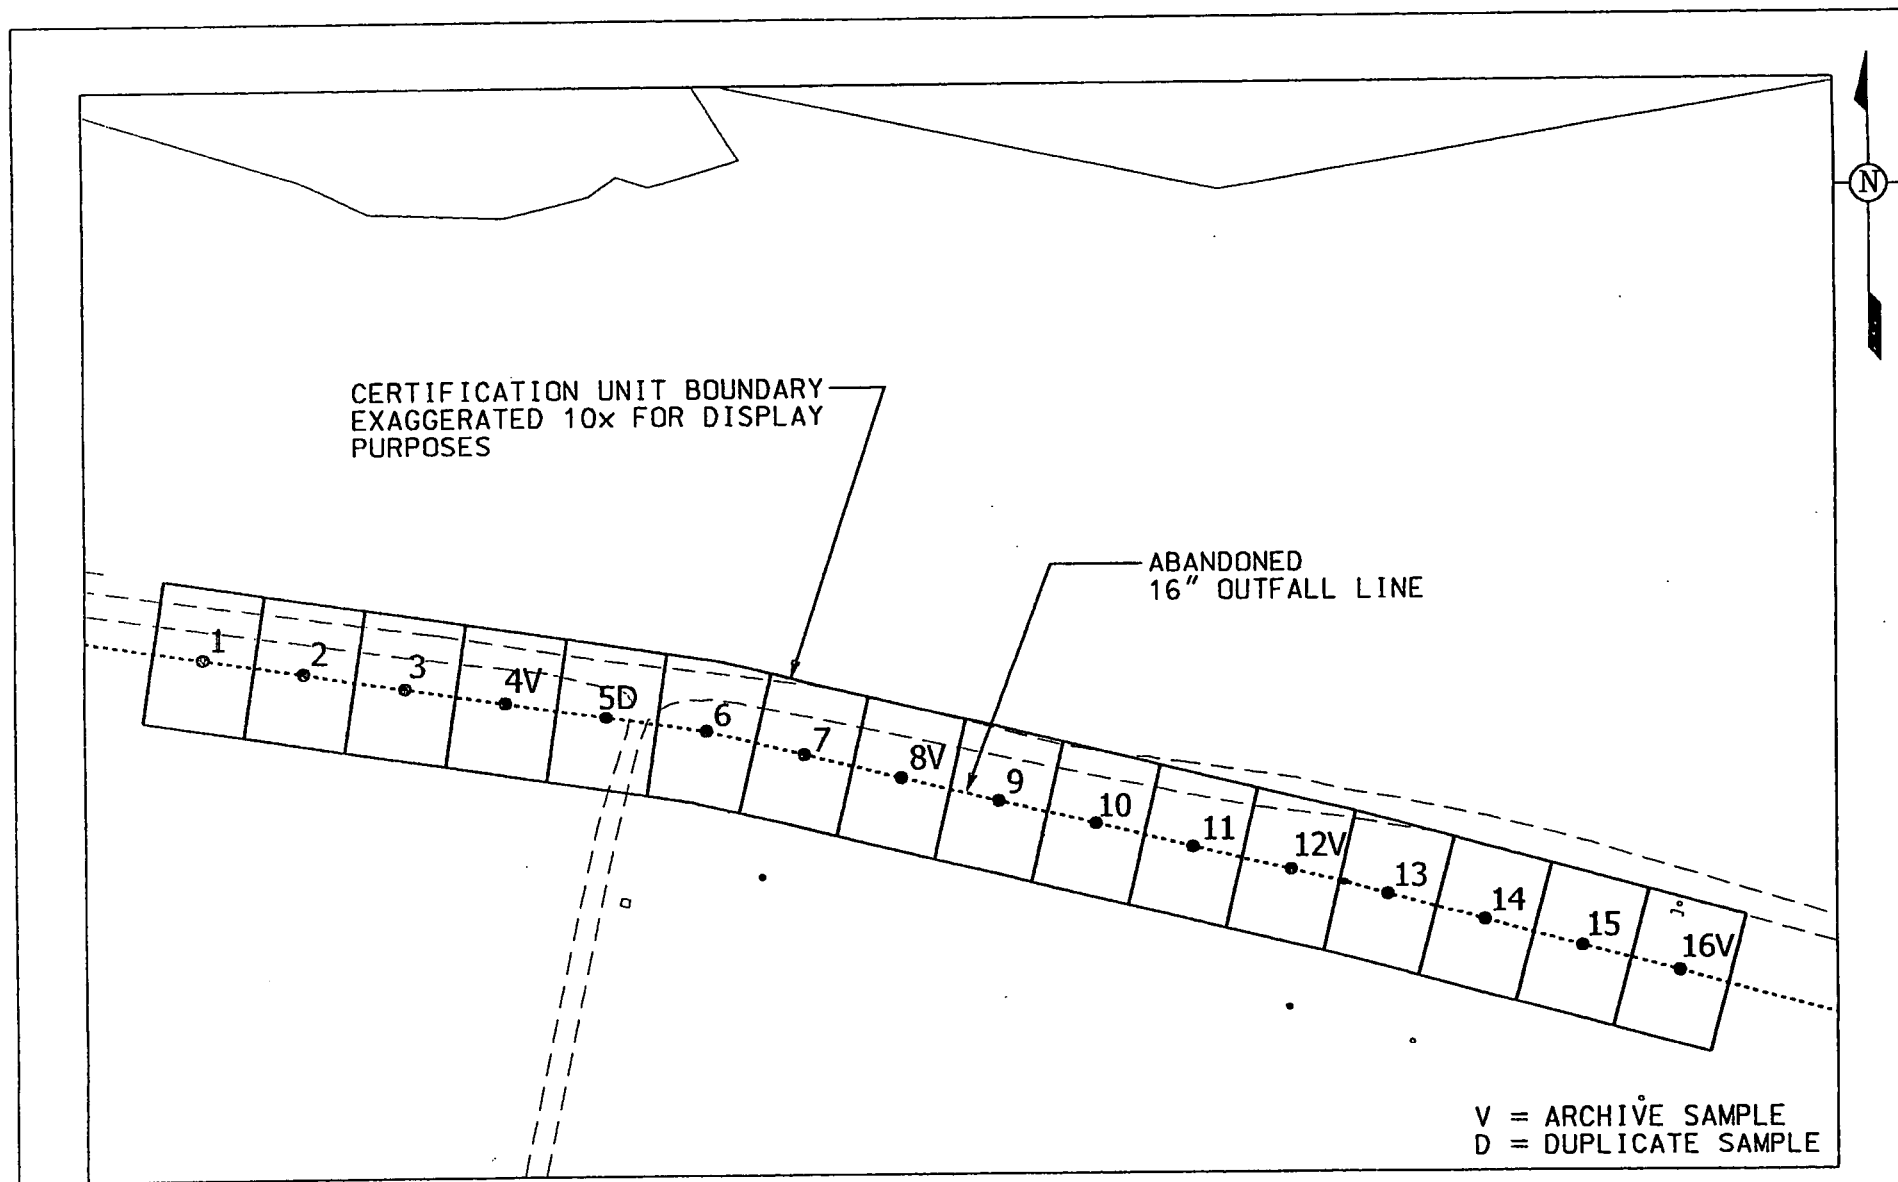 N
CERTIFICATION UNIT BOUNDARY
EXAGGERATED 10x FOR DISPLAY
PURPOSES
ABANDONED
16" OUTFALL LINE
1
2
3
4V
5D
6
7
8V
9
10
11
12V
13
14
15
16V
V = ARCHIVE SAMPLE
D = DUPLICATE SAMPLE